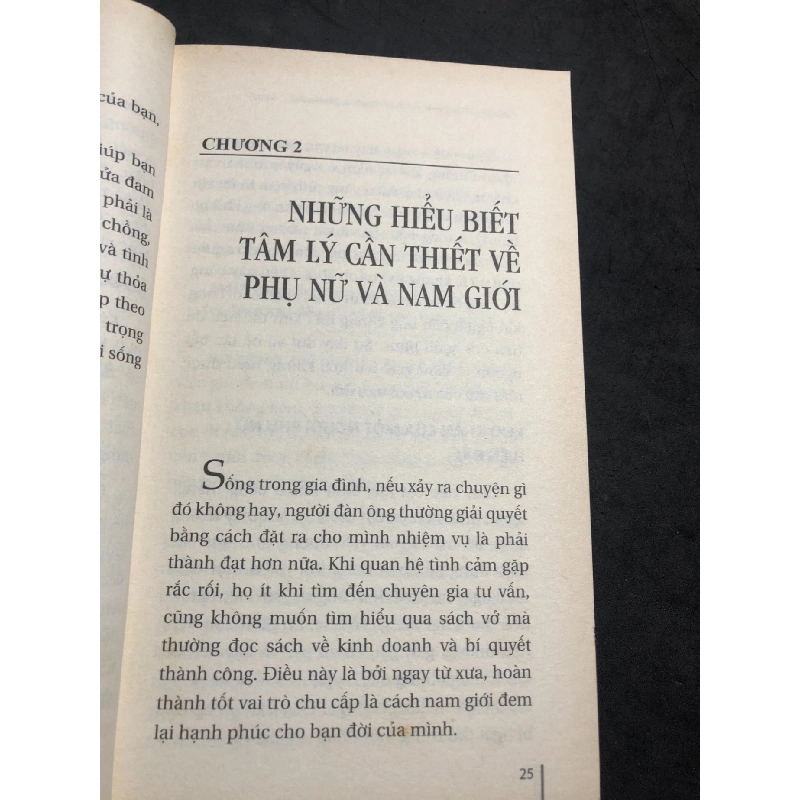 của bạn,
giúp bạn
lửa đam
phải là
chồng,
và tình
sự thỏa
p theo
trọng
i sống
CHƯƠNG 2
NHỮNG HIỂU BIẾT
TÂM LÝ CẦN THIẾT VỀ
PHỤ NỮ VÀ NAM GIỚI
Sống trong gia đình, nếu xảy ra chuyện gì
đó không hay, người đàn ông thường giải quyết
bằng cách đặt ra cho mình nhiệm vụ là phải
thành đạt hơn nữa. Khi quan hệ tình cảm gặp
rắc rối, họ ít khi tìm đến chuyên gia tư vấn,
cũng không muốn tìm hiểu qua sách vở mà
thường đọc sách về kinh doanh và bí quyết
thành công. Điều này là bởi ngay từ xưa, hoàn
thành tốt vai trò chu cấp là cách nam giới đem
lại hạnh phúc cho bạn đời của mình.
25